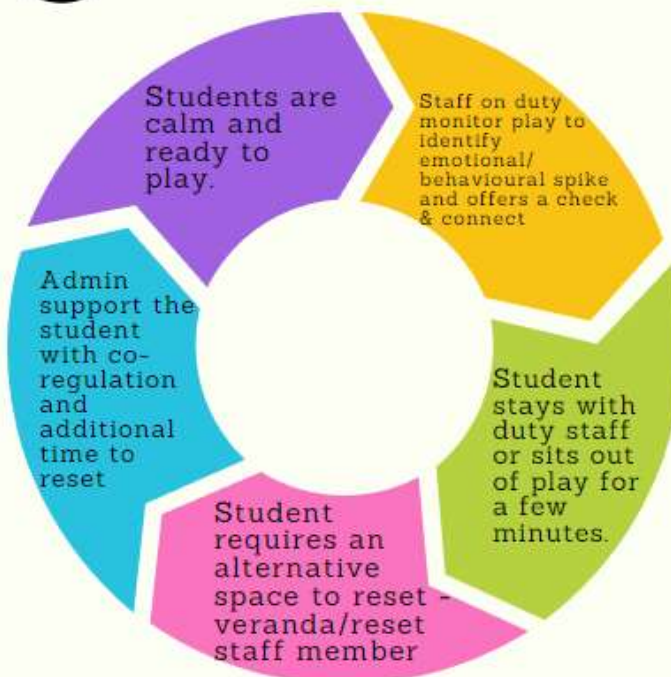 Students are
calm and
ready to
play.
Staff on duty
monitor play to
identify
emotional/
behavioural spike
and offers a check
& connect
Student
stays with
duty staff
or sits out
of play for
a few
minutes.
Student
requires an
alternative
space to reset -
veranda/reset
staff member
Admin
support the
student
with co-
regulation
and
additional
time to
reset